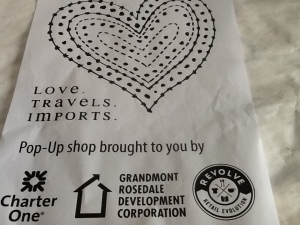 LOVE.
TRAVELS.
IMPORTS.
Pop-Up shop brought to you by
Charter
One®
GRANDMONT
ROSEDALE
DEVELOPMENT
CORPORATION
REVOLVE
RETAIL EVOLUTION